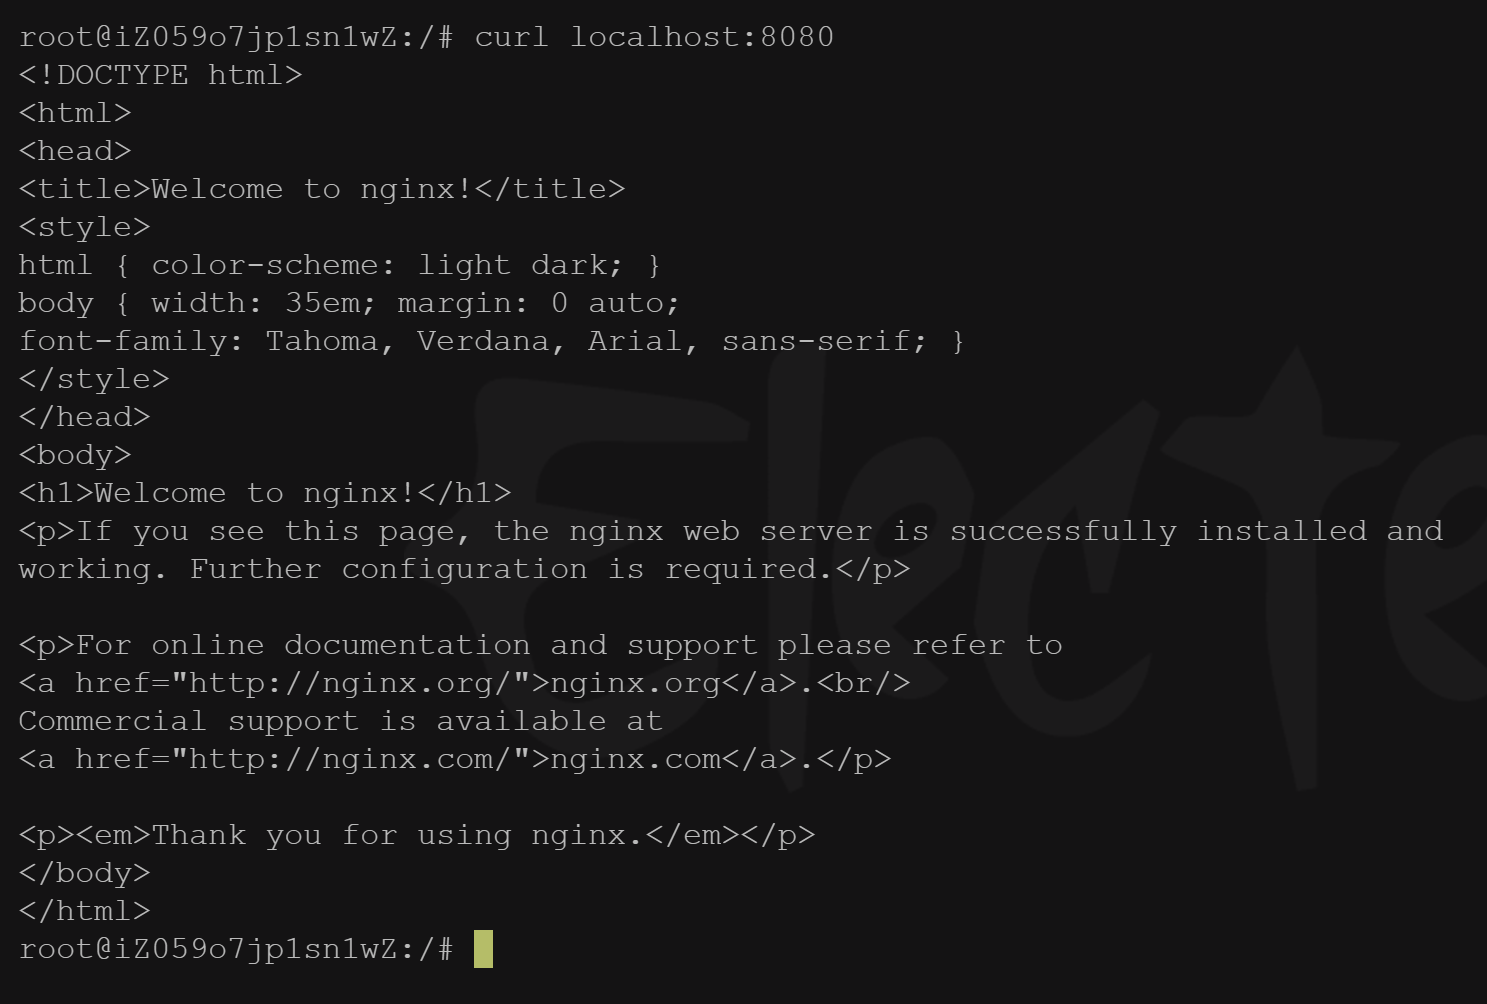 root@iZ059o7jp1sn1wZ:/# curl localhost:8080
<!DOCTYPE html>
<html>
<head>
<title>Welcome to nginx!</title>
<style>
html { color-scheme: light dark; }
body { width: 35em; margin: 0 auto;
font-family: Tahoma, Verdana, Arial, sans-serif; }
</style>
</head>
<body>
<h1>Welcome to nginx!</h1>
<p>If you see this page, the nginx web server is successfully installed and
working. Further configuration is required.</p>

<p>For online documentation and support please refer to
<a href="http://nginx.org/">nginx.org</a>.<br/>
Commercial support is available at
<a href="http://nginx.com/">nginx.com</a>.</p>

<p><em>Thank you for using nginx.</em></p>
</body>
</html>
root@iZ059o7jp1sn1wZ:/#
Electe